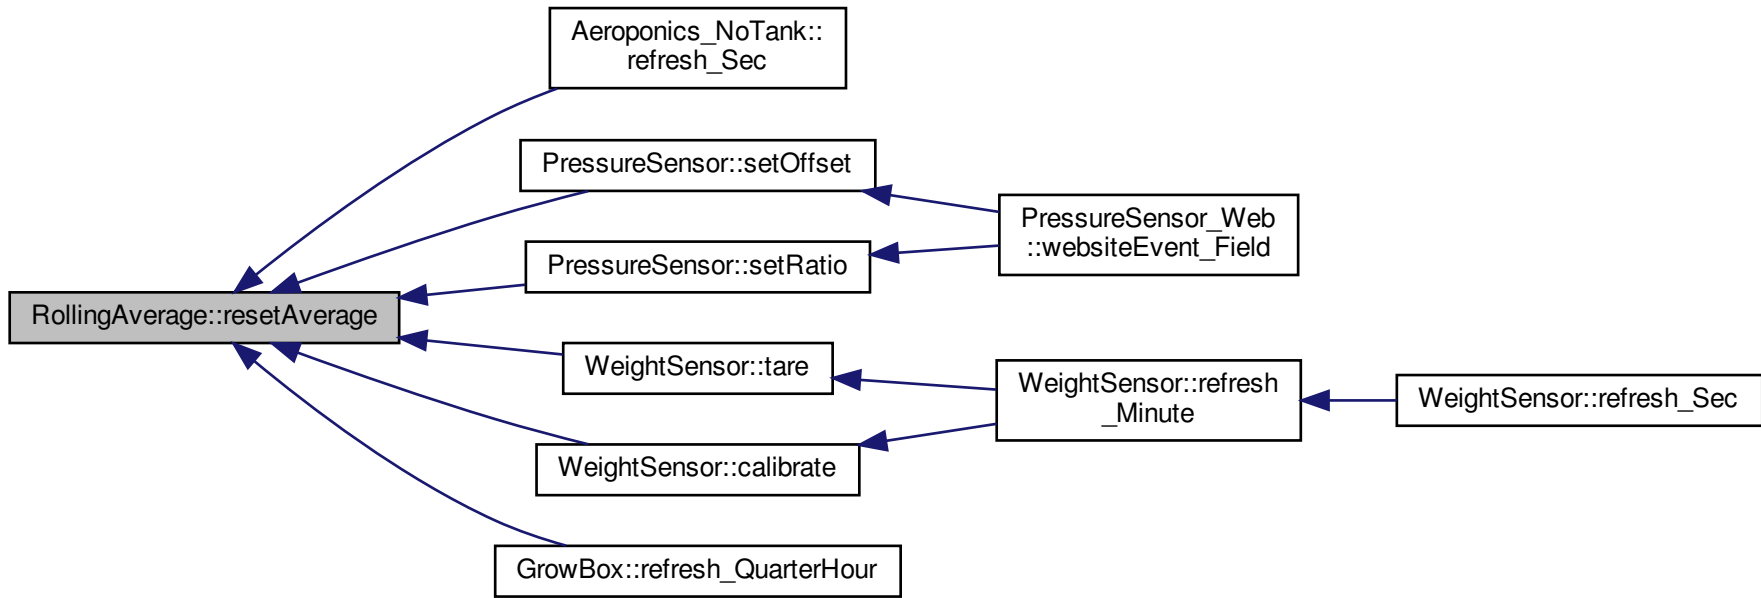 Aeroponics_NoTank::
refresh_Sec
PressureSensor::setOffset
PressureSensor_Web
::websiteEvent_Field
PressureSensor::setRatio
RollingAverage::resetAverage
WeightSensor::tare
WeightSensor::refresh
_Minute
WeightSensor::refresh_Sec
WeightSensor::calibrate
GrowBox::refresh_QuarterHour